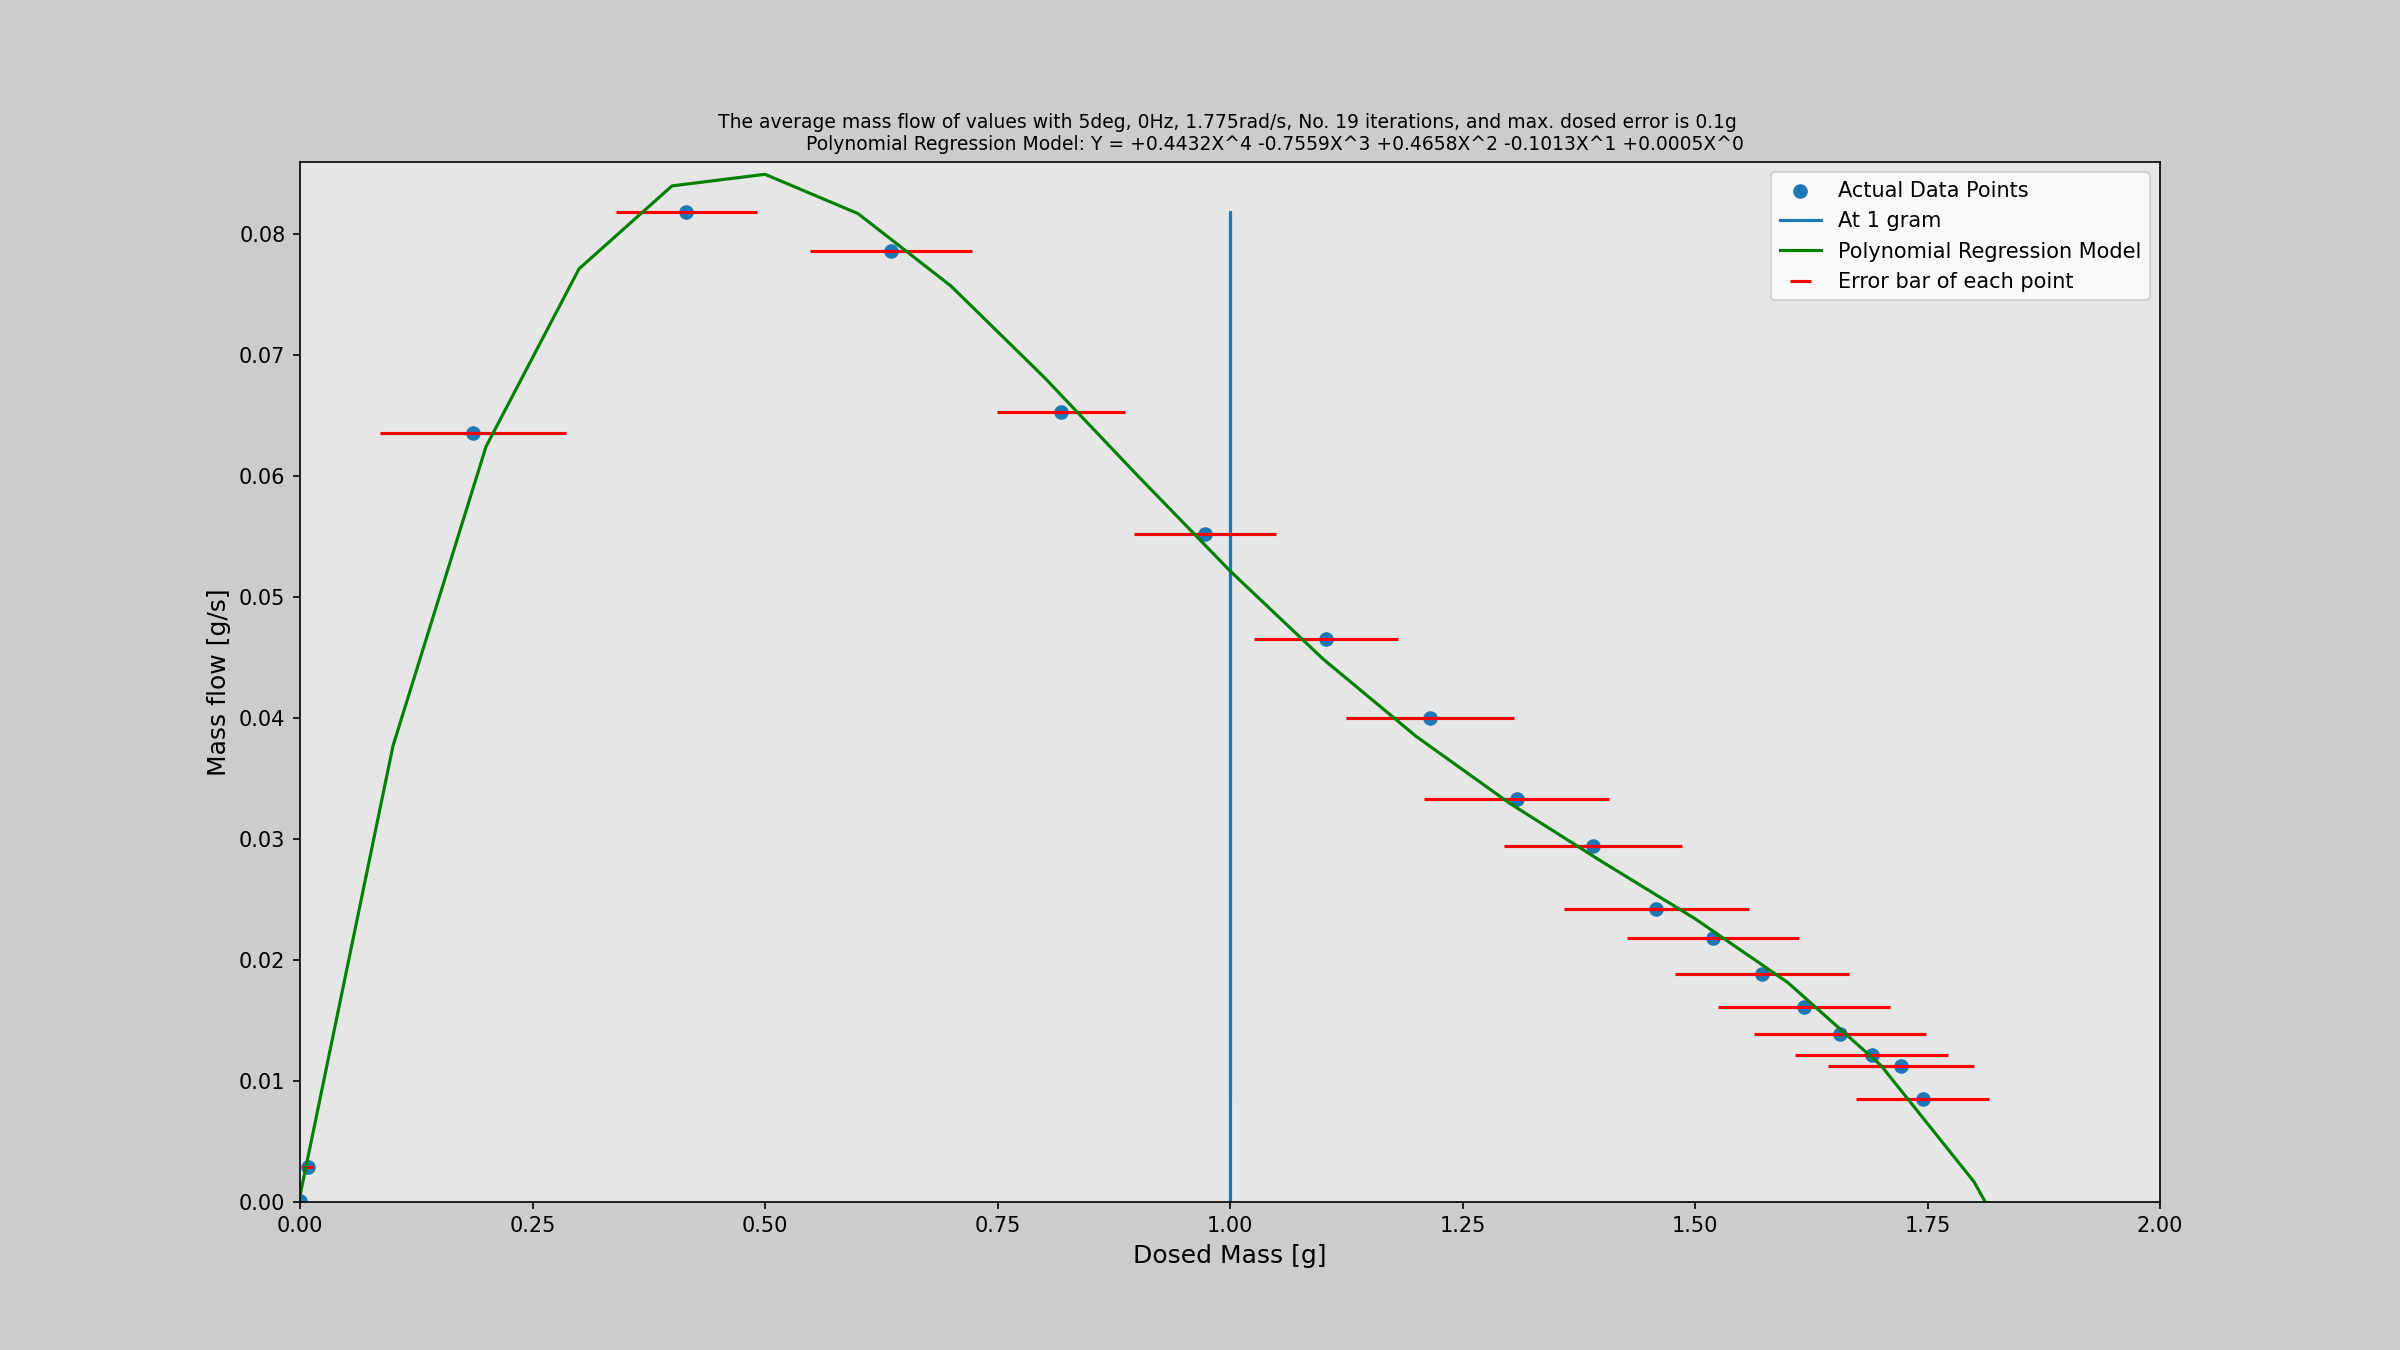 The average mass flow of values with 5deg, 0Hz, 1.775rad/s, No. 19 iterations, and max. dosed error is 0.1g
Polynomial Regression Model: Y = +0.4432X^4 -0.7559X^3 +0.4658X^2 -0.1013X^1 +0.0005X^0
Actual Data Points
At 1 gram
Polynomial Regression Model
Error bar of each point
Mass flow [g/s]
0.08
0.07
0.06
0.05
0.04
0.03
0.02
0.01
0.00
0.00 0.25 0.50 0.75 1.00 1.25 1.50 1.75 2.00
Dosed Mass [g]